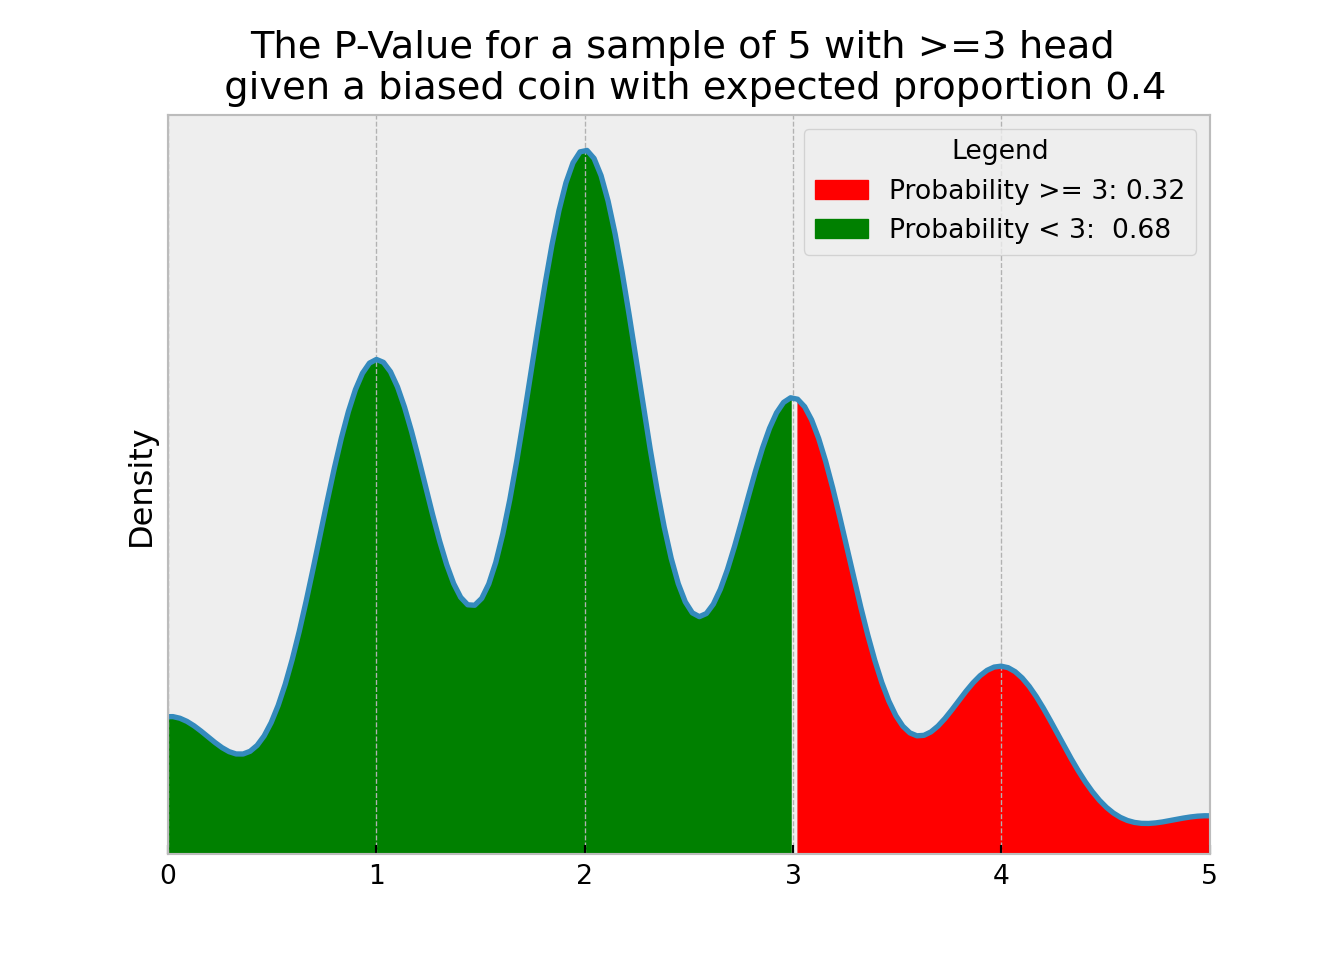 The P-Value for a sample of 5 with >=3 head
given a biased coin with expected proportion 0.4
Legend
Probability >= 3: 0.32
Probability < 3:  0.68
Density
0 1 2 3 4 5